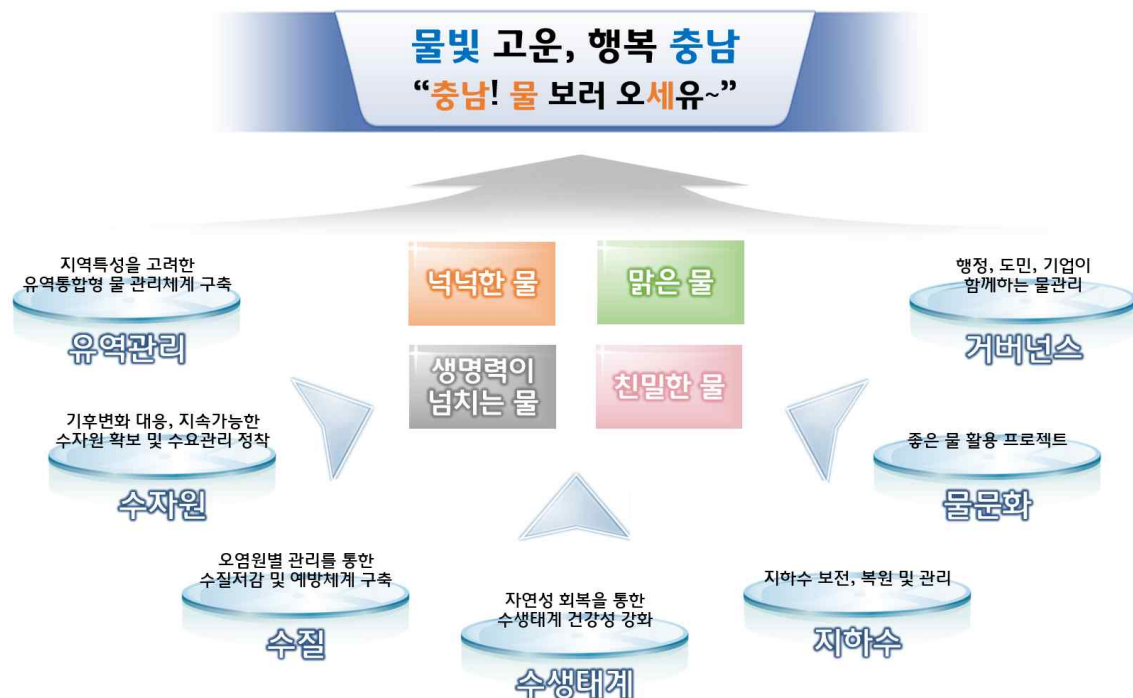 물빛 고운, 행복 충남
“충남! 물 보러 오세유~”
넉넉한 물
맑은 물
생명력이
넘치는 물
친밀한 물
지역특성을 고려한
유역통합형 물 관리체계 구축
유역관리
기후변화 대응, 지속가능한
수자원 확보 및 수요관리 정착
수자원
오염원별 관리를 통한
수질저감 및 예방체계 구축
수질
자연성 회복을 통한
수생태계 건강성 강화
수생태계
지하수 보전, 복원 및 관리
지하수
좋은 물 활용 프로젝트
물문화
행정, 도민, 기업이
함께하는 물관리
거버넌스